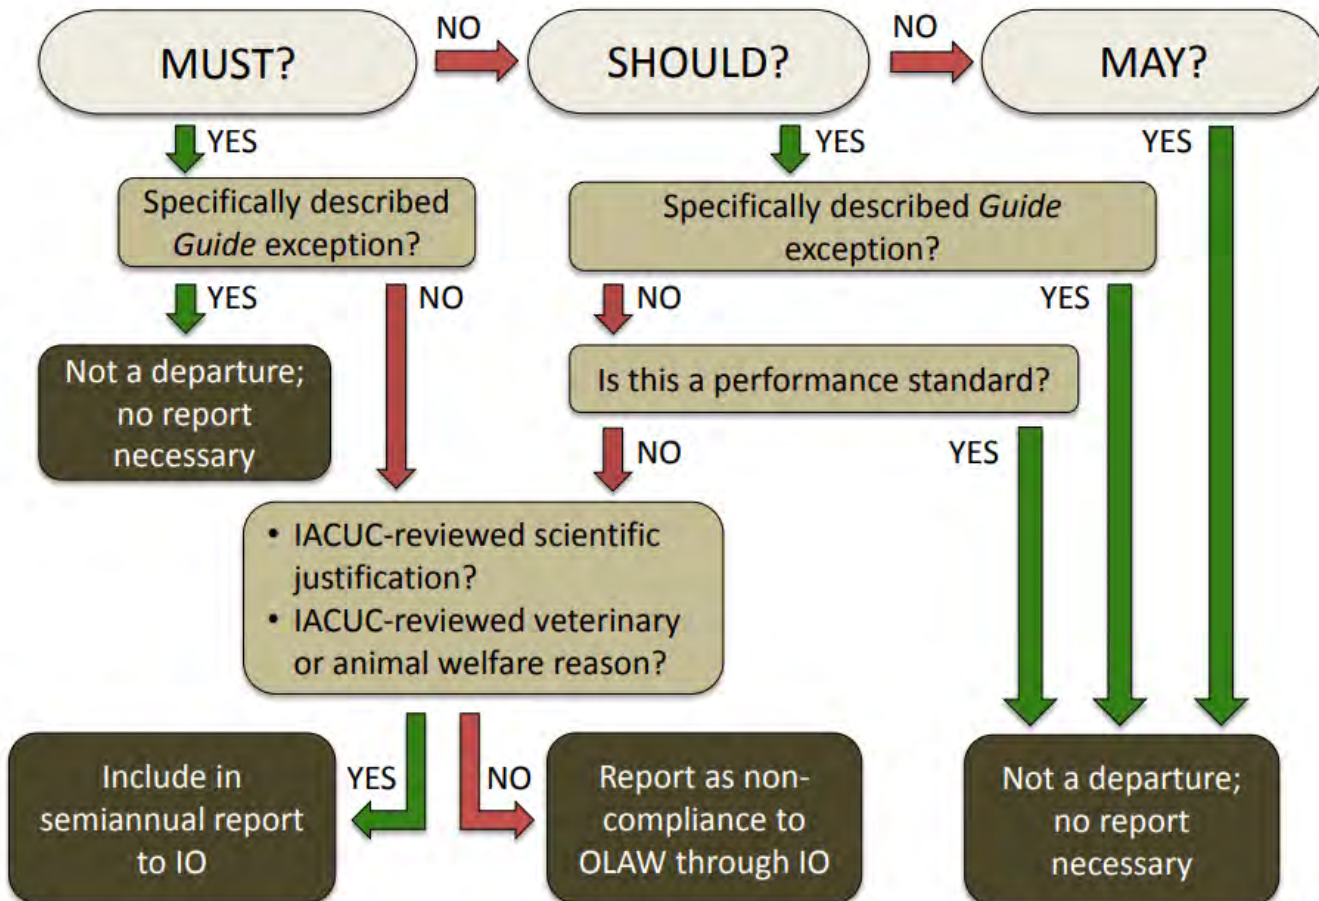 MUST?
NO
SHOULD?
NO
MAY?
YES
YES
YES
Specifically described
Guide exception?
Specifically described Guide
exception?
YES
NO
NO
YES
Not a departure;
no report
necessary
Is this a performance standard?
NO
YES
• IACUC-reviewed scientific
justification?
• IACUC-reviewed veterinary
or animal welfare reason?
YES
NO
Include in
semiannual report
to IO
Report as non-
compliance to
OLAW through IO
Not a departure;
no report
necessary